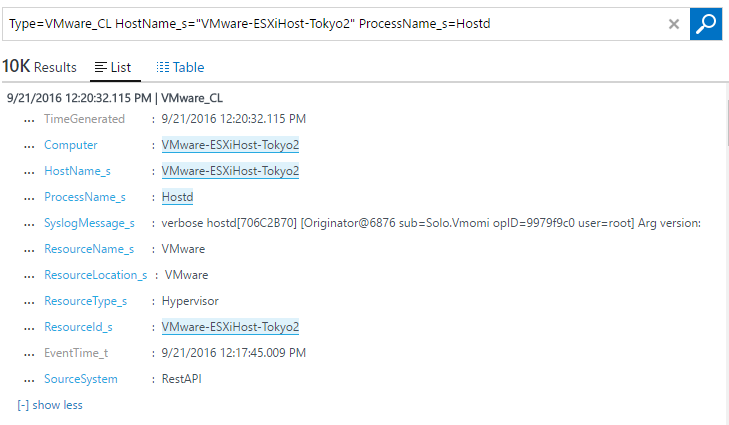 Type=VMware_CL HostName_s="VMware-ESXiHost-Tokyo2" ProcessName_s=Hostd
10K Results List Table
9/21/2016 12:20:32.115 PM | VMware_CL
... TimeGenerated : 9/21/2016 12:20:32.115 PM
... Computer : VMware-ESXiHost-Tokyo2
... HostName_s : VMware-ESXiHost-Tokyo2
... ProcessName_s : Hostd
... SyslogMessage_s : verbose hostd[706C2B70] [Originator@6876 sub=Solo.Vmomi opID=9979f9c0 user=root] Arg version:
... ResourceName_s : VMware
... ResourceLocation_s : VMware
... ResourceType_s : Hypervisor
... ResourceId_s : VMware-ESXiHost-Tokyo2
... EventTime_t : 9/21/2016 12:17:45.009 PM
... SourceSystem : RestAPI
[-] show less